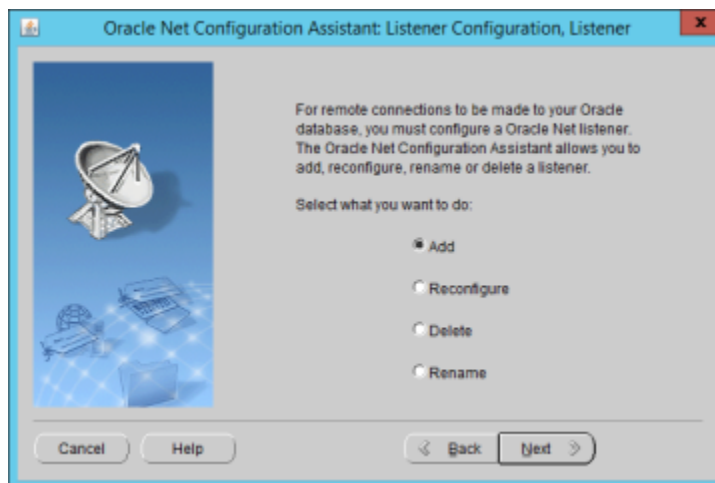 Oracle Net Configuration Assistant: Listener Configuration, Listener
x
For remote connections to be made to your Oracle
database, you must configure a Oracle Net listener.
The Oracle Net Configuration Assistant allows you to
add, reconfigure, rename or delete a listener.
Select what you want to do:
Add
Reconfigure
Delete
Rename
Cancel Help Back Next